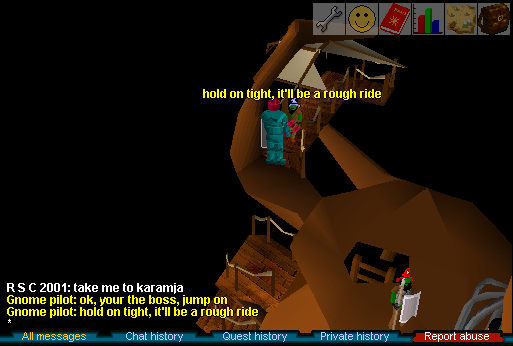 hold on tight, it'll be a rough ride
R S C 2001: take me to karamja
Gnome pilot: ok, your the boss, jump on
Gnome pilot: hold on tight, it'll be a rough ride
*
All messages Chat history Quest history Private history Report abuse